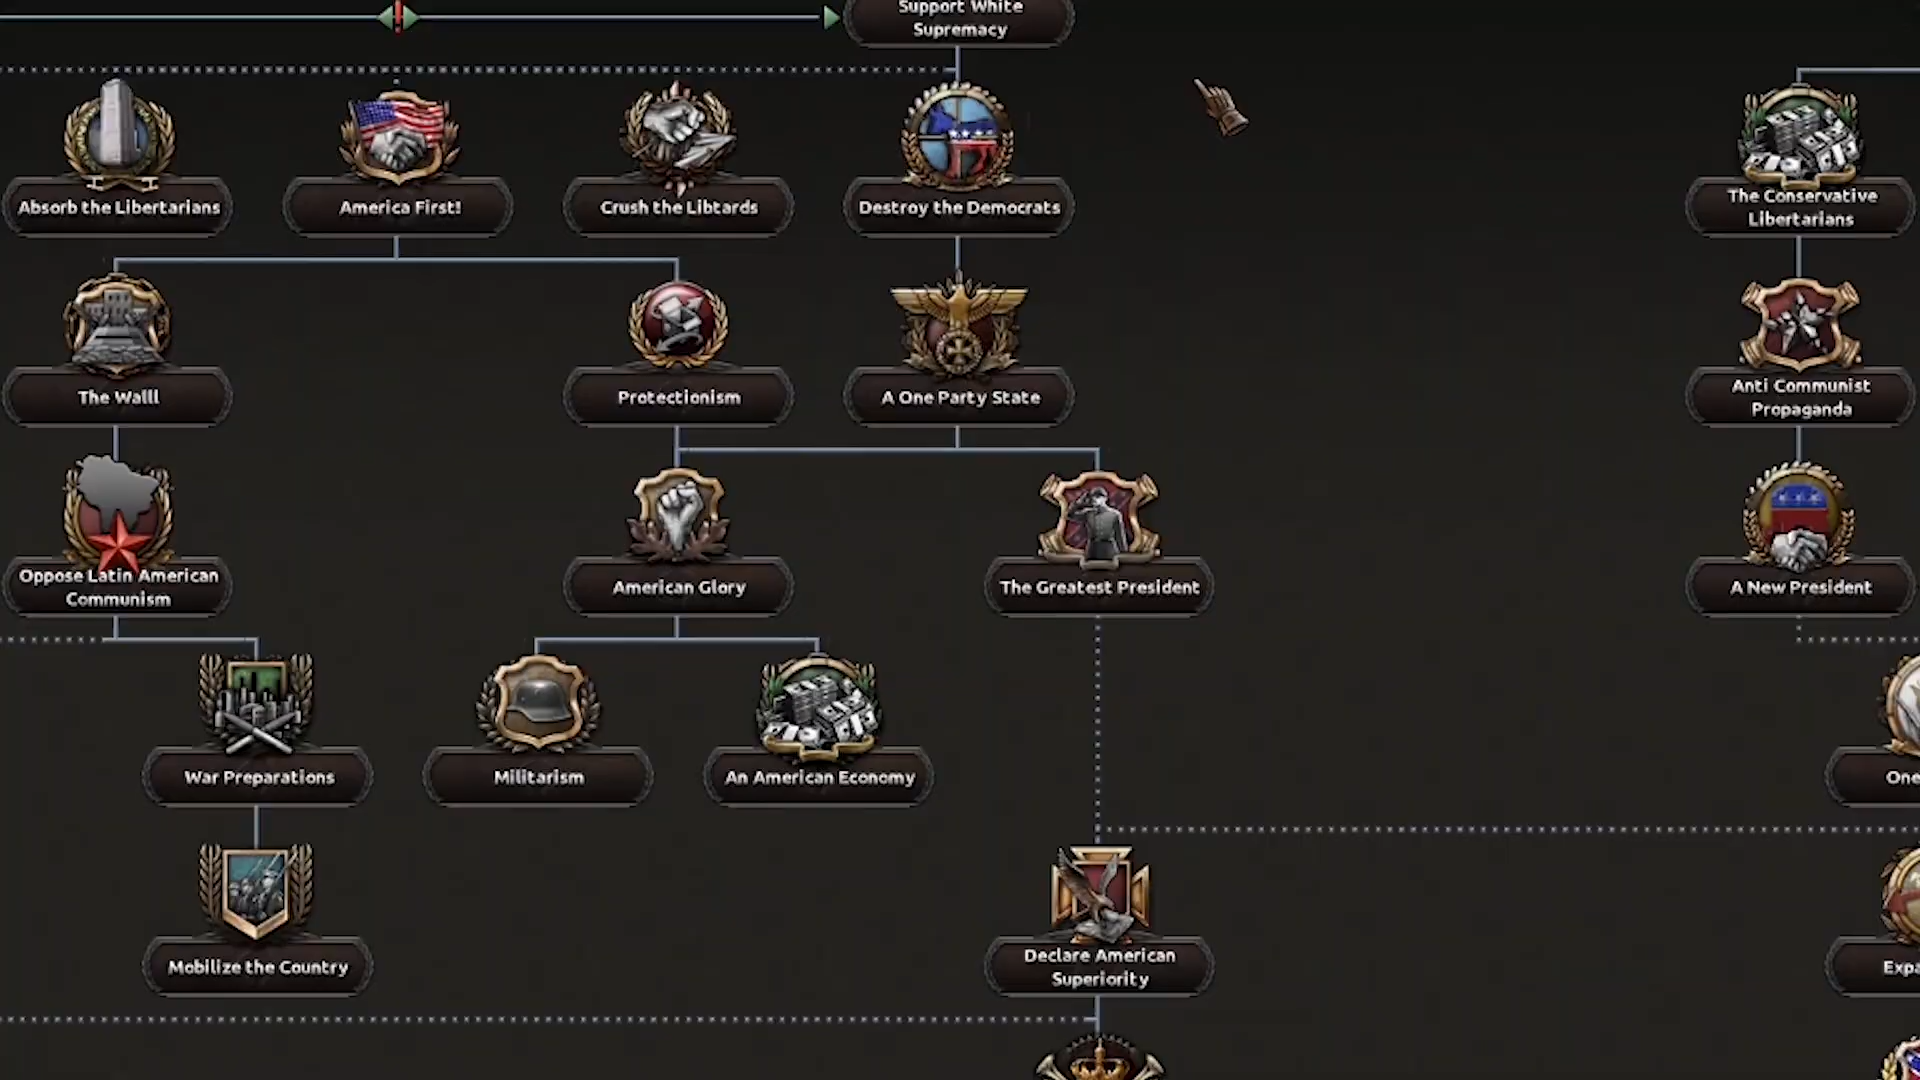 Support White
Supremacy
Absorb the Libertarians
America First!
Crush the Libtards
Destroy the Democrats
The Conservative
Libertarians
The Walll
Protectionism
A One Party State
Anti Communist
Propaganda
Oppose Latin American
Communism
American Glory
The Greatest President
A New President
War Preparations
Militarism
An American Economy
One
Mobilize the Country
Declare American
Superiority
Expa